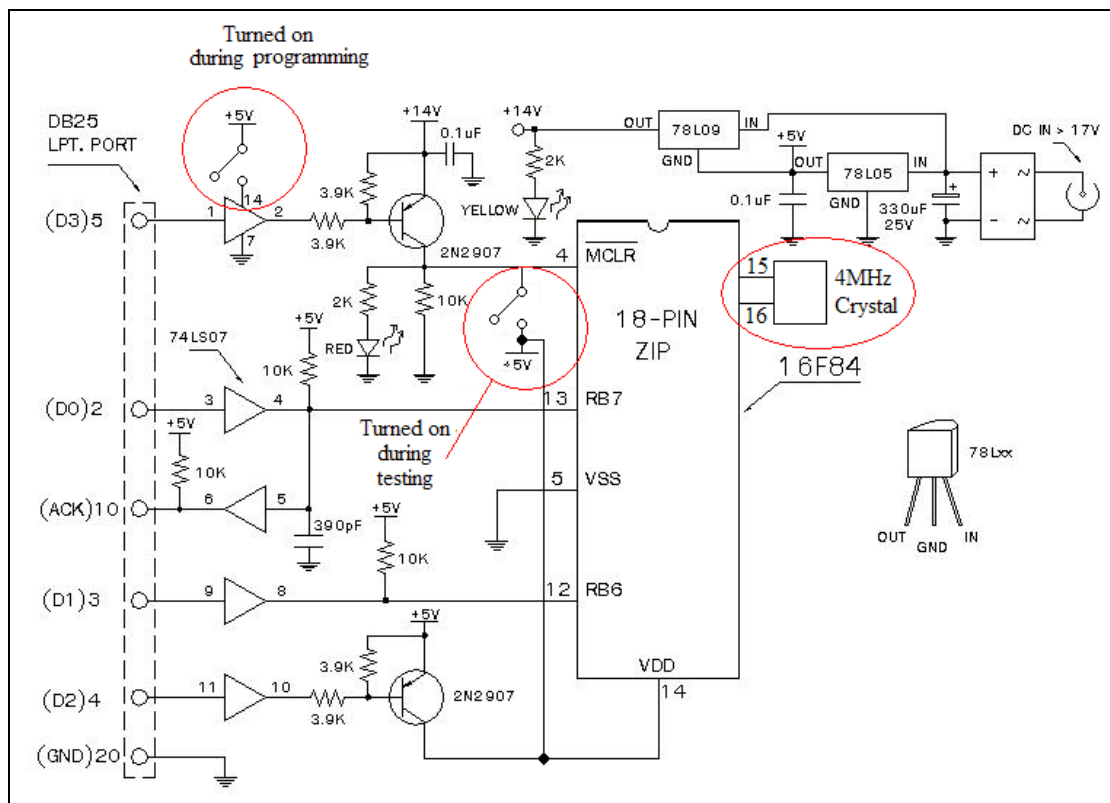 Turned on
during programming
+5V
+14V
+14V
DB25
LPT. PORT
0.1uF
OUT
78L09
IN
GND
+5V
OUT
78L05
IN
GND
DC IN > 17V
2K
3.9K
14
(D3)5
1
2
7
3.9K
YELLOW
0.1uF
330uF
25V
+
+
-
~
~
2N2907
4
MCLR
15
16
4MHz
Crystal
2K
10K
18-PIN
ZIP
RED
+5V
16F84
74LS07
+5V
10K
(D0)2
3
4
13
RB7
+5V
10K
Turned on
during
testing
78Lxx
OUT
GND
IN
5
VSS
(ACK)10
6
5
390pF
+5V
10K
(D1)3
9
8
12
RB6
+5V
3.9K
VDD
14
(D2)4
11
10
3.9K
2N2907
(GND)20